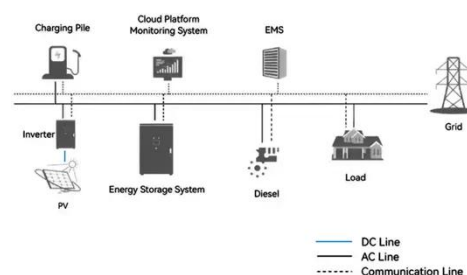 Charging Pile
Cloud Platform
Monitoring System
EMS
Grid
Inverter
PV
Energy Storage System
Diesel
Load
DC Line
AC Line
Communication Line